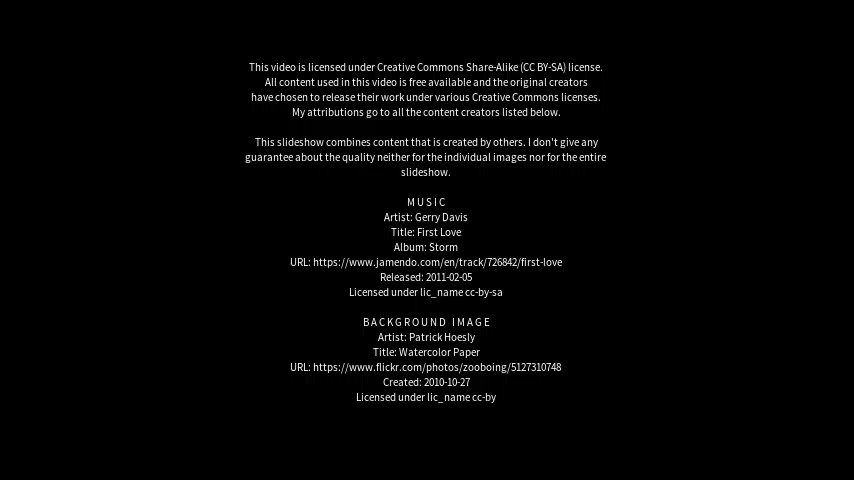 This video is licensed under Creative Commons Share-Alike (CC BY-SA) license.
All content used in this video is free available and the original creators
have chosen to release their work under various Creative Commons licenses.
My attributions go to all the content creators listed below.
This slideshow combines content that is created by others. I don't give any
guarantee about the quality neither for the individual images nor for the entire
slideshow.
MUSIC
Artist: Gerry Davis
Title: First Love
Album: Storm
URL: https://www.jamendo.com/en/track/726842/first-love
Released: 2011-02-05
Licensed under lic_name cc-by-sa
BACKGROUND IMAGE
Artist: Patrick Hoesly
Title: Watercolor Paper
URL: https://www.flickr.com/photos/zooboing/5127310748
Created: 2010-10-27
Licensed under lic_name cc-by